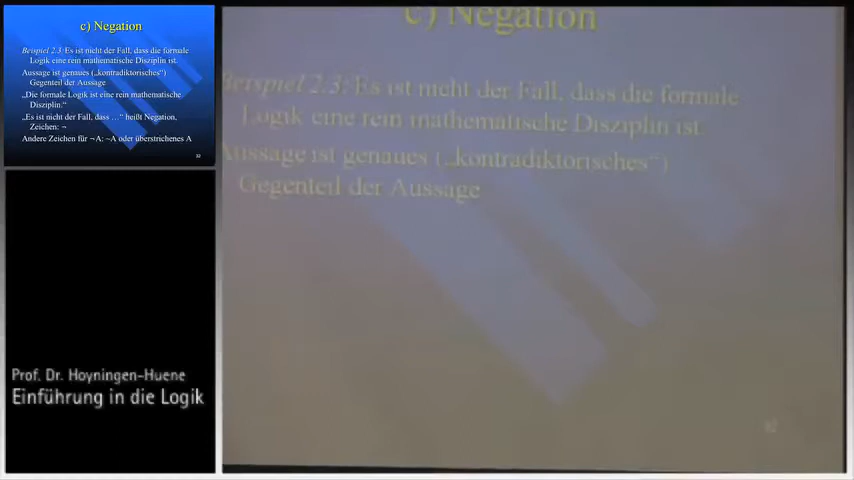 c) Negation
Beispiel 2.3: Es ist nicht der Fall, dass die formale
Logik eine rein mathematische Disziplin ist.
Aussage ist genaues („kontradiktorisches“)
Gegenteil der Aussage
„Die formale Logik ist eine rein mathematische
Disziplin.“
„Es ist nicht der Fall, dass …“ heißt Negation,
Zeichen: ¬
Andere Zeichen für ¬A: ~A oder überstrichenes A
32
Prof. Dr. Hoyningen-Huene
Einführung in die Logik
c) Negation
Beispiel 2.3: Es ist nicht der Fall, dass die formale
Logik eine rein mathematische Disziplin ist.
Aussage ist genaues („kontradiktorisches“)
Gegenteil der Aussage
32